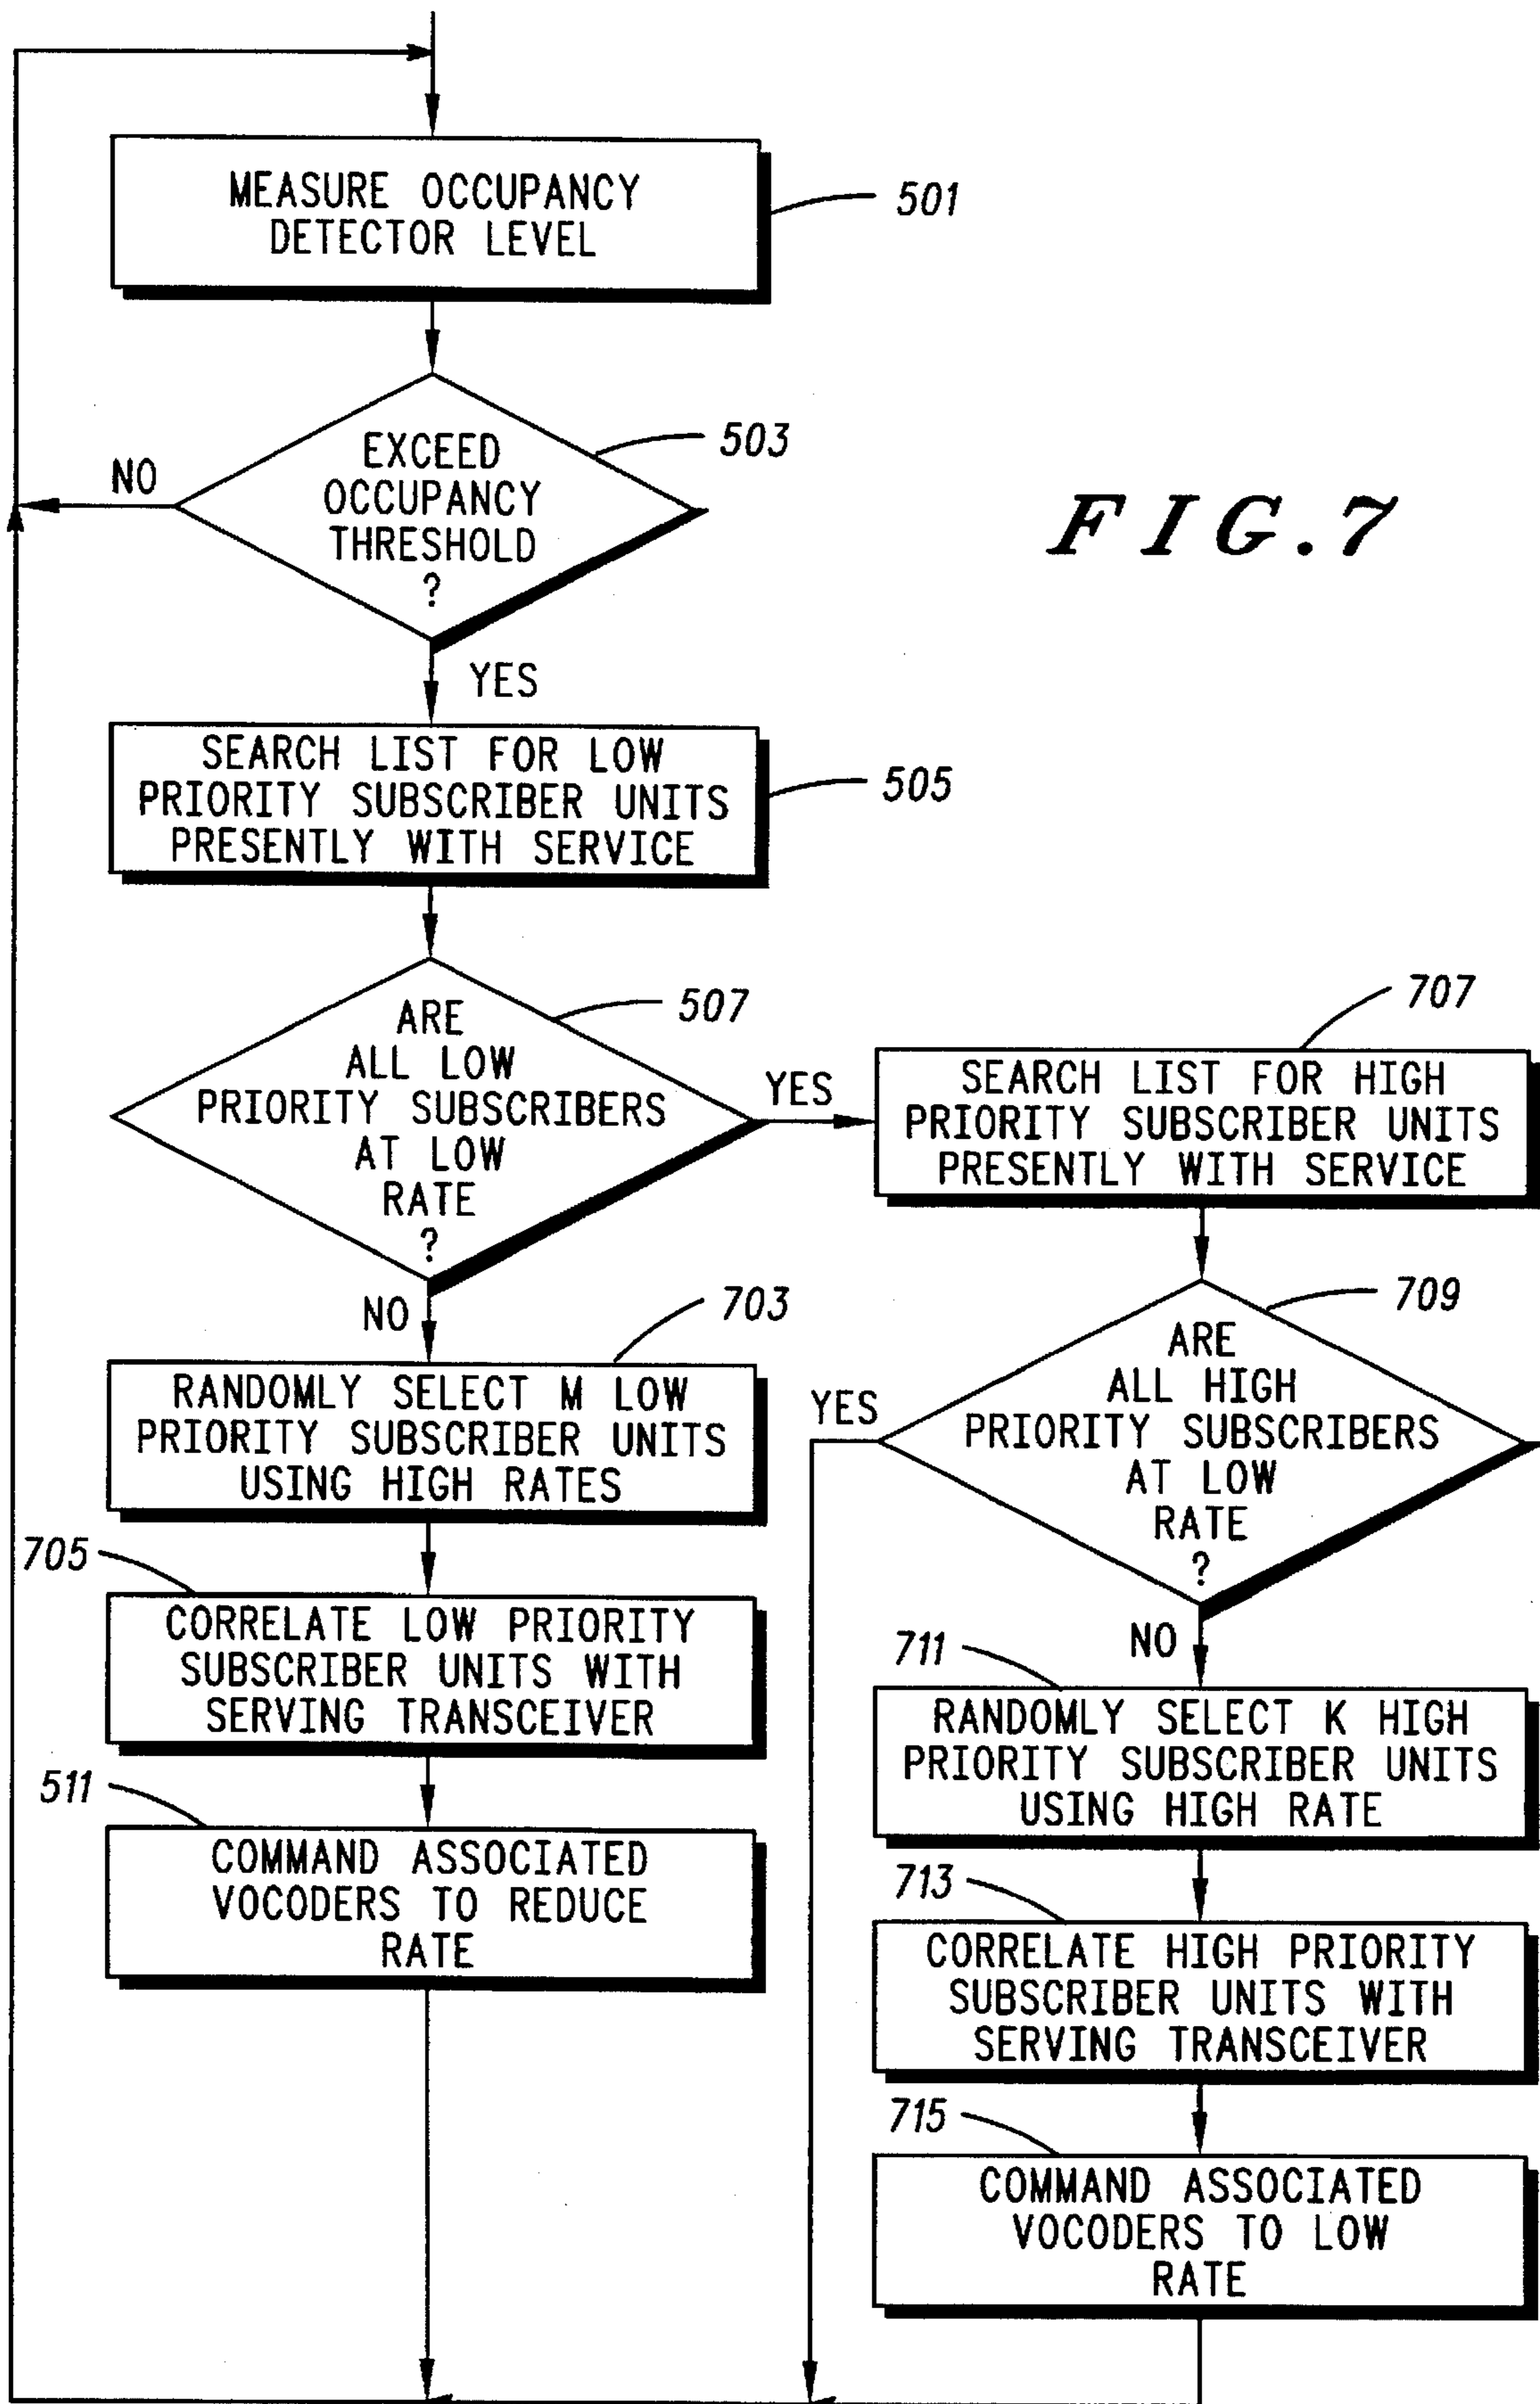 MEASURE OCCUPANCY
DETECTOR LEVEL
501
EXCEED
OCCUPANCY
THRESHOLD
?
503
NO
FIG. 7
YES
SEARCH LIST FOR LOW
PRIORITY SUBSCRIBER UNITS
PRESENTLY WITH SERVICE
505
ARE
ALL LOW
PRIORITY SUBSCRIBERS
AT LOW
RATE
?
507
YES
NO
703
RANDOMLY SELECT M LOW
PRIORITY SUBSCRIBER UNITS
USING HIGH RATES
705
CORRELATE LOW PRIORITY
SUBSCRIBER UNITS WITH
SERVING TRANSCEIVER
511
COMMAND ASSOCIATED
VOCODERS TO REDUCE
RATE
707
SEARCH LIST FOR HIGH
PRIORITY SUBSCRIBER UNITS
PRESENTLY WITH SERVICE
709
ARE
ALL HIGH
PRIORITY SUBSCRIBERS
AT LOW
RATE
?
YES
NO
711
RANDOMLY SELECT K HIGH
PRIORITY SUBSCRIBER UNITS
USING HIGH RATE
713
CORRELATE HIGH PRIORITY
SUBSCRIBER UNITS WITH
SERVING TRANSCEIVER
715
COMMAND ASSOCIATED
VOCODERS TO LOW
RATE